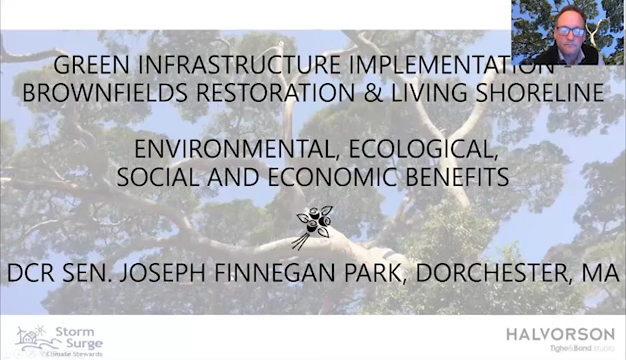 GREEN INFRASTRUCTURE IMPLEMENTATION
BROWNFIELDS RESTORATION & LIVING SHORELINE
ENVIRONMENTAL, ECOLOGICAL,
SOCIAL AND ECONOMIC BENEFITS
DCR SEN. JOSEPH FINNEGAN PARK, DORCHESTER, MA
Storm
Surge
Climate Stewards
HALVORSON
Tighe&Bond studio